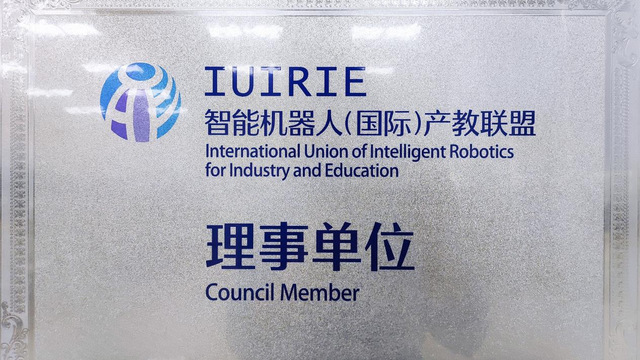 IUIRIE
智能机器人(国际)产教联盟
International Union of Intelligent Robotics
for Industry and Education
理事单位
Council Member